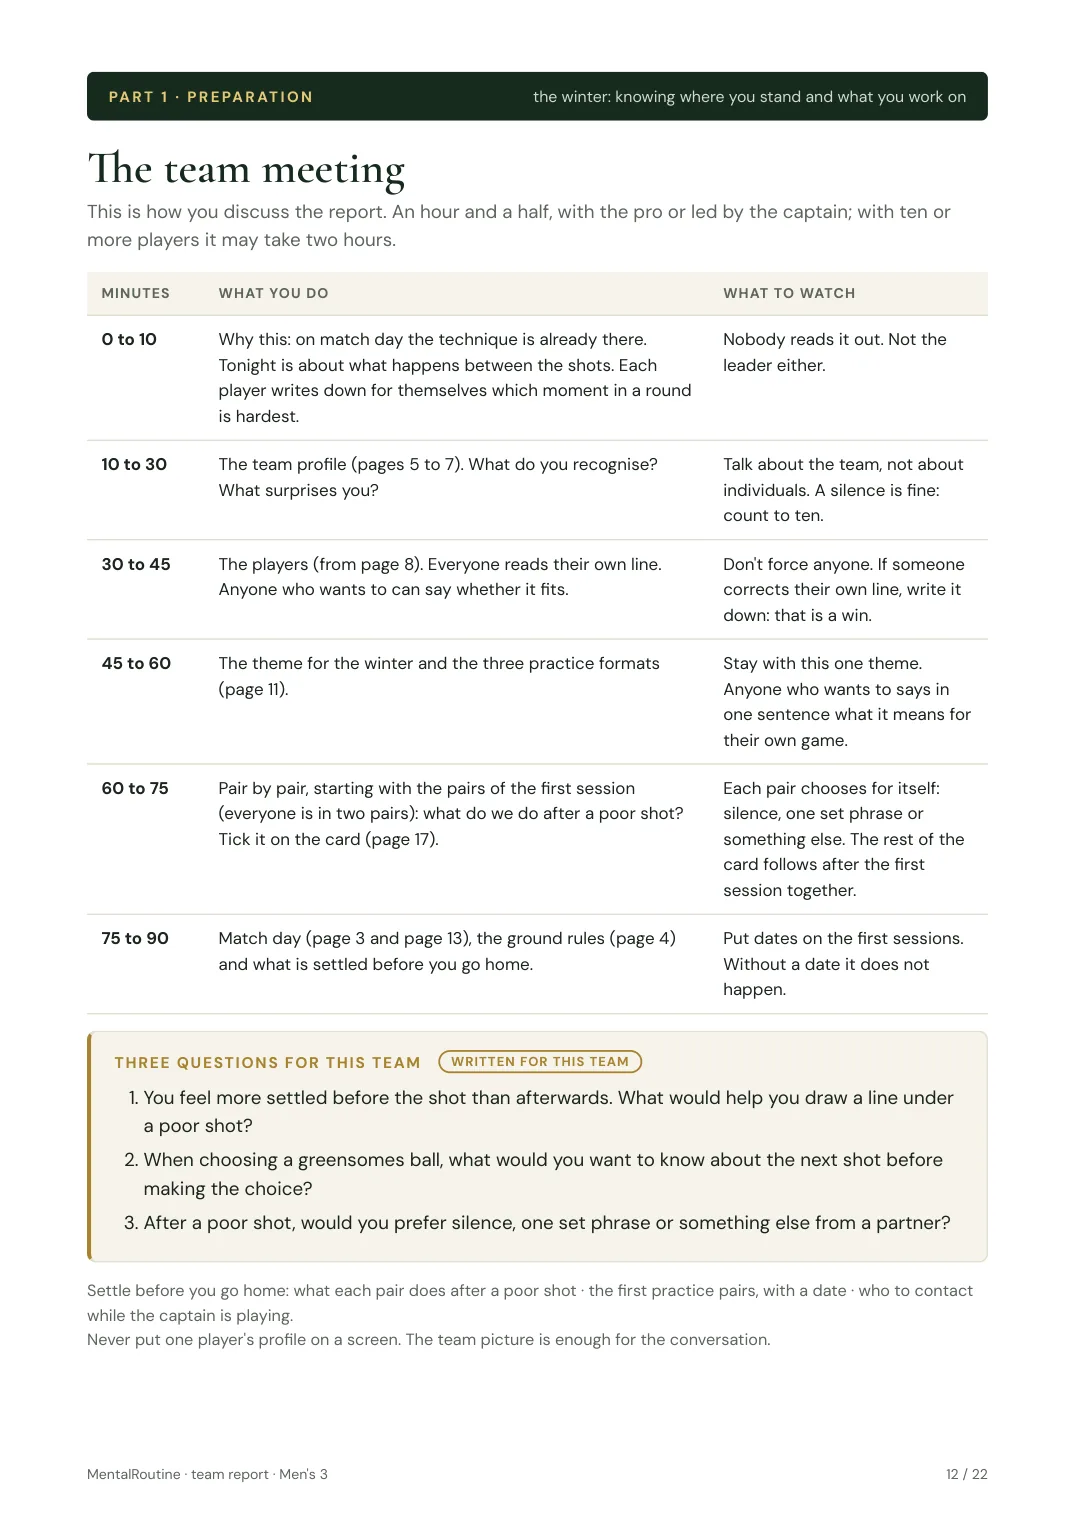 PART 1 · PREPARATION
the winter: knowing where you stand and what you work on
The team meeting
This is how you discuss the report. An hour and a half, with the pro or led by the captain; with ten or
more players it may take two hours.
MINUTES
WHAT YOU DO
WHAT TO WATCH
0 to 10
Why this: on match day the technique is already there.
Tonight is about what happens between the shots. Each
player writes down for themselves which moment in a round
is hardest.
Nobody reads it out. Not the
leader either.
10 to 30
The team profile (pages 5 to 7). What do you recognise?
What surprises you?
Talk about the team, not about
individuals. A silence is fine:
count to ten.
30 to 45
The players (from page 8). Everyone reads their own line.
Anyone who wants to can say whether it fits.
Don't force anyone. If someone
corrects their own line, write it
down: that is a win.
45 to 60
The theme for the winter and the three practice formats
(page 11).
Stay with this one theme.
Anyone who wants to says in
one sentence what it means for
their own game.
60 to 75
Pair by pair, starting with the pairs of the first session
(everyone is in two pairs): what do we do after a poor shot?
Tick it on the card (page 17).
Each pair chooses for itself:
silence, one set phrase or
something else. The rest of the
card follows after the first
session together.
75 to 90
Match day (page 3 and page 13), the ground rules (page 4)
and what is settled before you go home.
Put dates on the first sessions.
Without a date it does not
happen.
THREE QUESTIONS FOR THIS TEAM
WRITTEN FOR THIS TEAM
1. You feel more settled before the shot than afterwards. What would help you draw a line under
a poor shot?
2. When choosing a greensomes ball, what would you want to know about the next shot before
making the choice?
3. After a poor shot, would you prefer silence, one set phrase or something else from a partner?
Settle before you go home: what each pair does after a poor shot · the first practice pairs, with a date · who to contact
while the captain is playing.
Never put one player's profile on a screen. The team picture is enough for the conversation.
MentalRoutine · team report · Men's 3
12 / 22